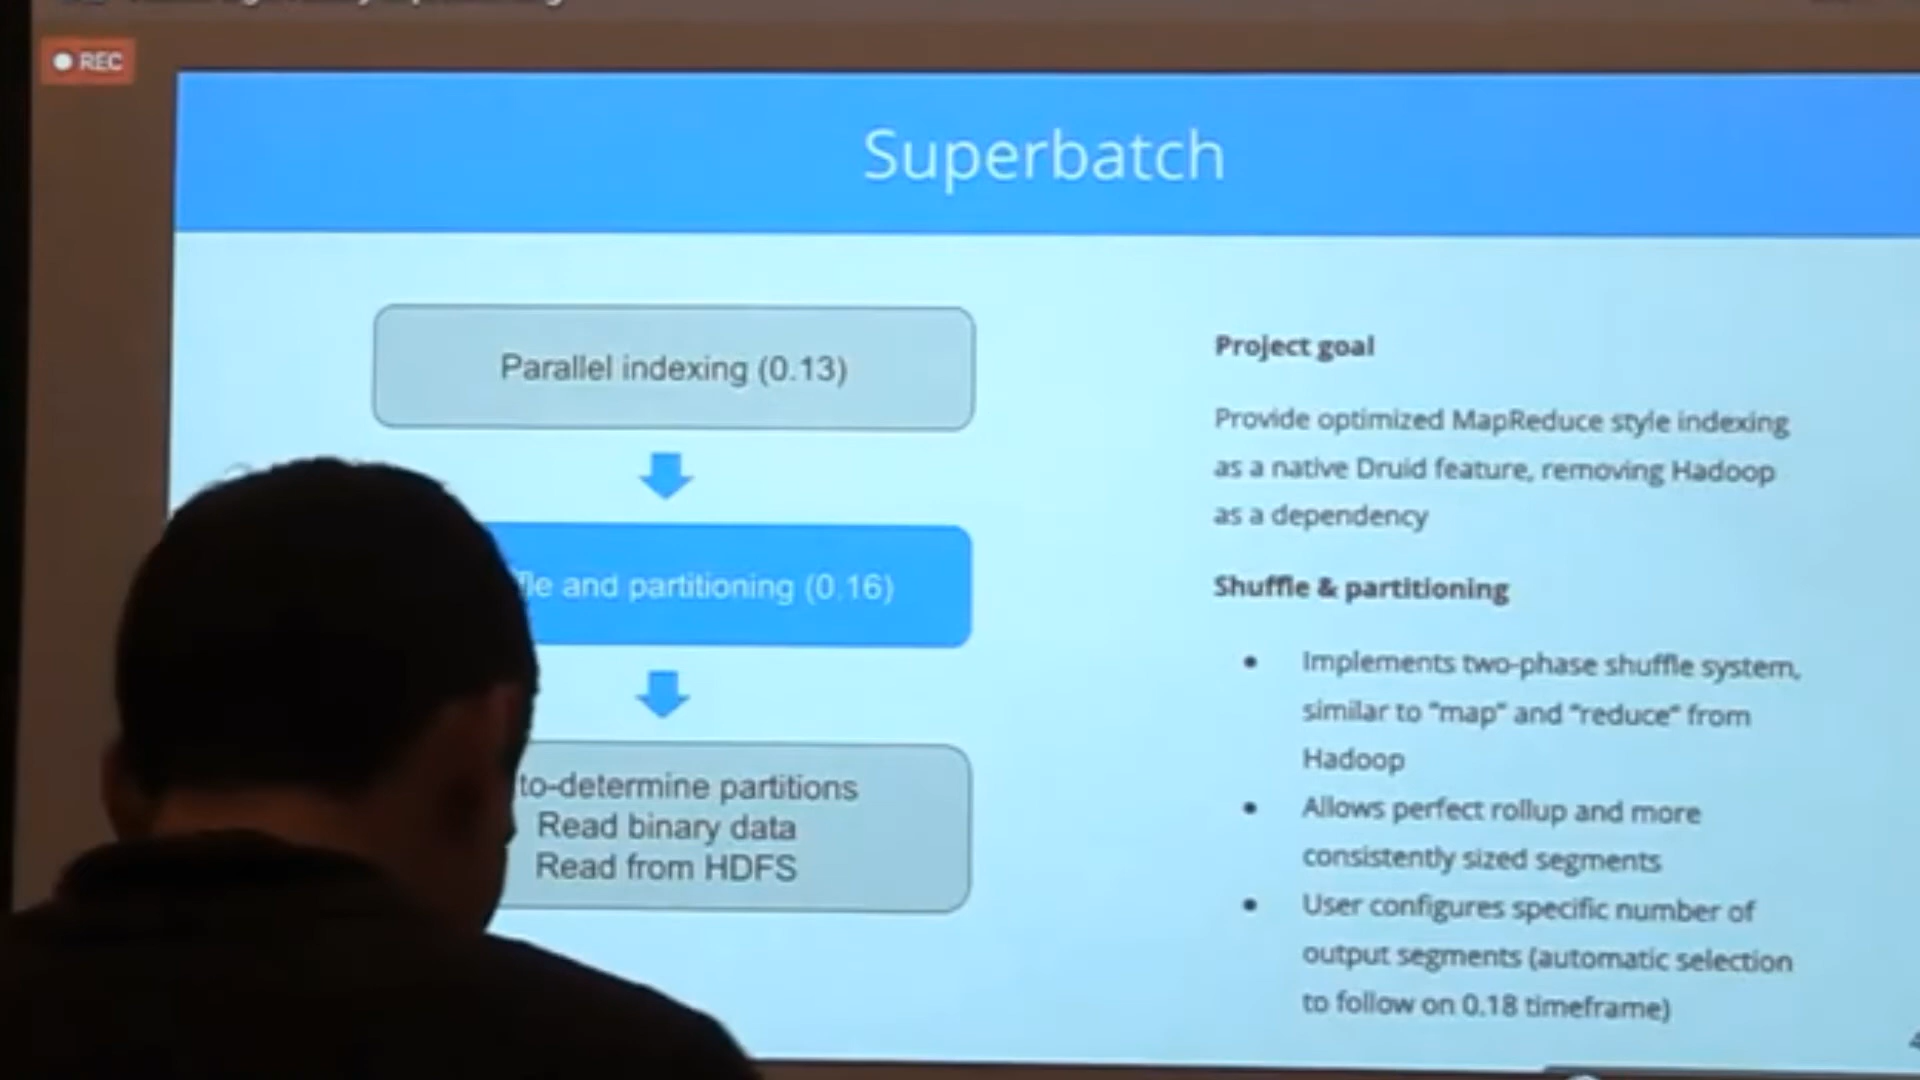 REC
Superbatch
Parallel indexing (0.13)
and partitioning (0.16)
partitions
Read binary data
Read from HDFS
Project goal
Provide optimized MapReduce style indexing
as a native Druid feature, removing Hadoop
as a dependency
Shuffle & partitioning
• Implements two-phase shuffle system,
similar to "map" and "reduce" from
Hadoop
• Allows perfect rollup and more
consistently sized segments
• User configures specific number of
output segments (automatic selection
to follow on 0.18 timeframe)